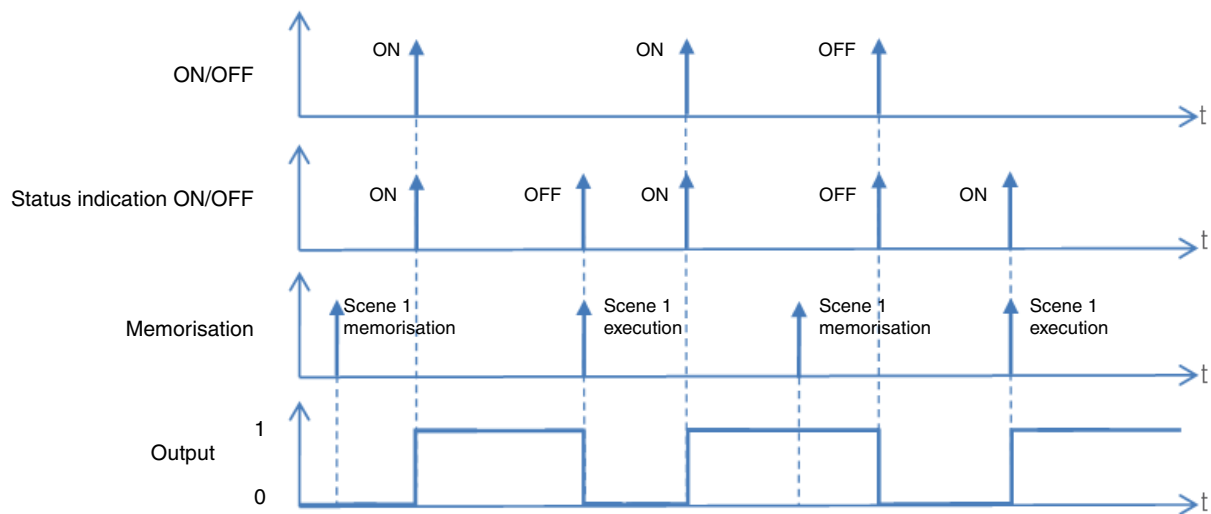 ON/OFF
ON
ON
OFF
t
Status indication ON/OFF
ON
OFF
ON
OFF
ON
t
Memorisation
Scene 1
memorisation
Scene 1
execution
Scene 1
memorisation
Scene 1
execution
t
Output
1
0
t